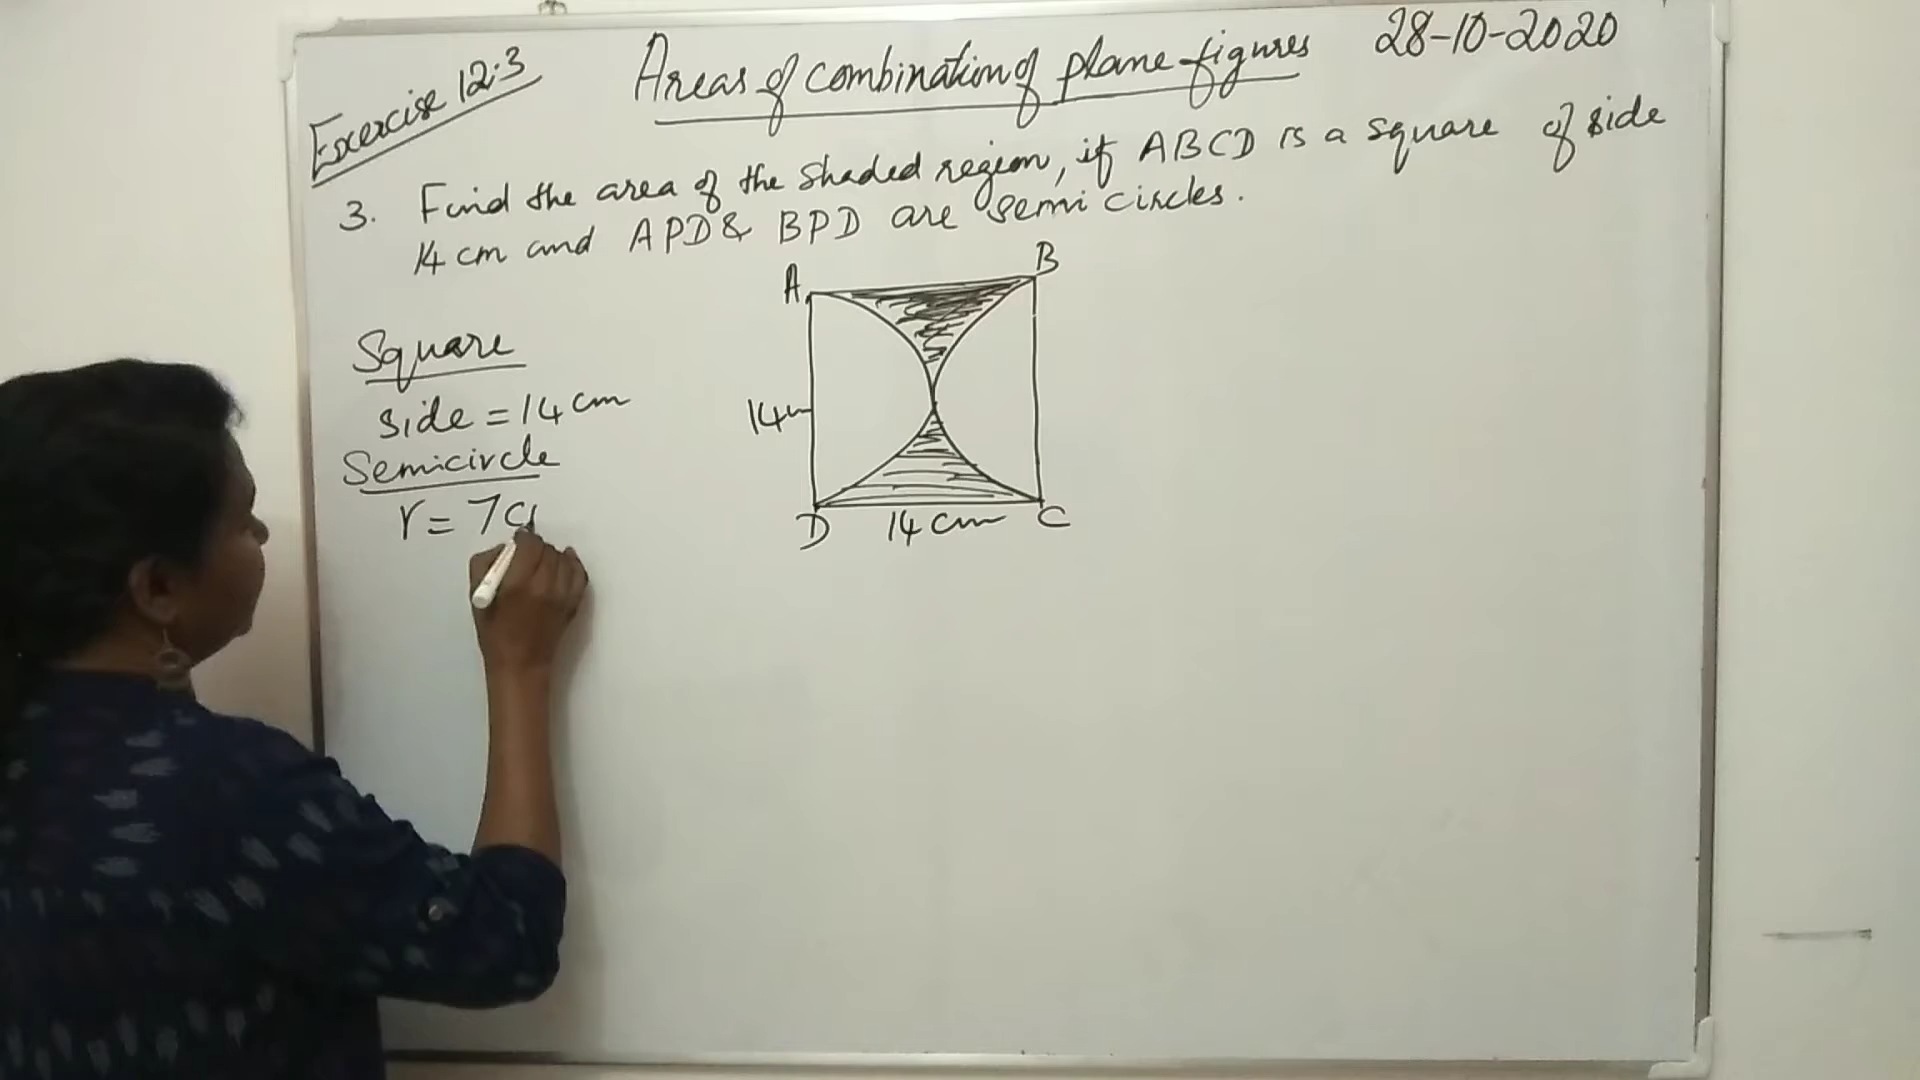 Exercise 12.3
Areas of combination of plane figures
28-10-2020
3. Find the area of the shaded region, if ABCD is a square of side
14 cm and APD & BPD are semi circles.
A
B
14
D
14 cm
C
Square
side = 14 cm
Semicircle
r = 7c